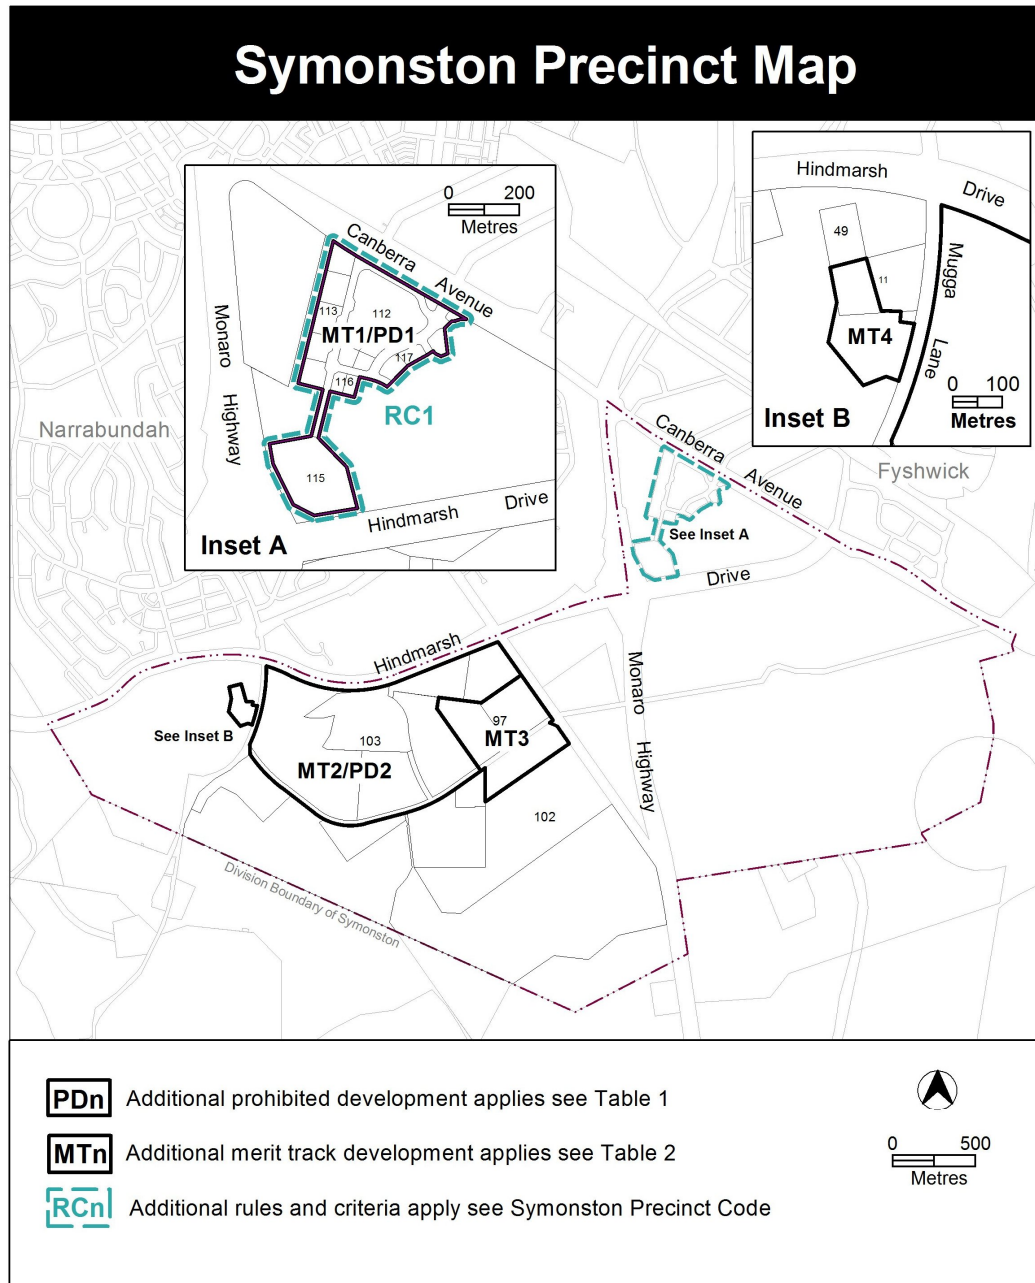 Symonston Precinct Map
0 200
Metres
Canberra
Avenue
Monaro
Highway
113
112
MT1/PD1
117
116
RC1
115
Hindmarsh
Drive
Inset A
Hindmarsh
Drive
49
11
Mugga
Lane
MT4
0 100
Metres
Inset B
Narrabundah
Fyshwick
Canberra
Avenue
See Inset A
Drive
Hindmarsh
Monaro
Highway
See Inset B
103
MT2/PD2
97
MT3
102
Division Boundary of Symonston
PDn Additional prohibited development applies see Table 1
MTn Additional merit track development applies see Table 2
RCn Additional rules and criteria apply see Symonston Precinct Code
0 500
Metres